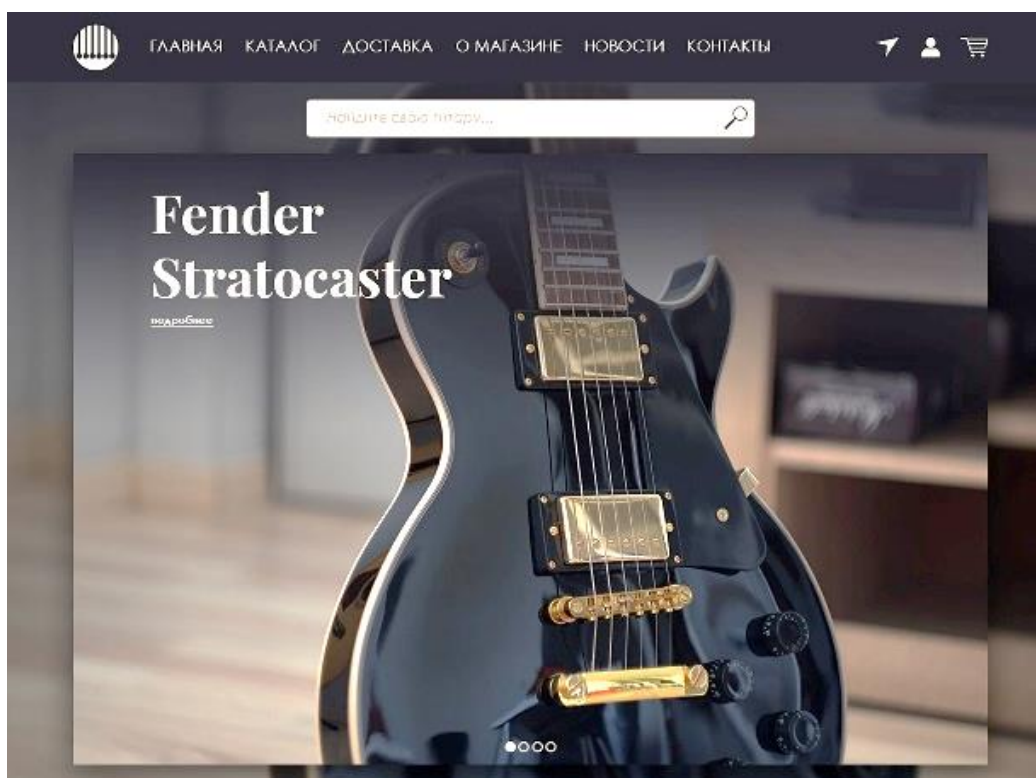 ГЛАВНАЯ КАТАЛОГ ДОСТАВКА О МАГАЗИНЕ НОВОСТИ КОНТАКТЫ
Найдите свою гитару...
Fender
Stratocaster
подробнее